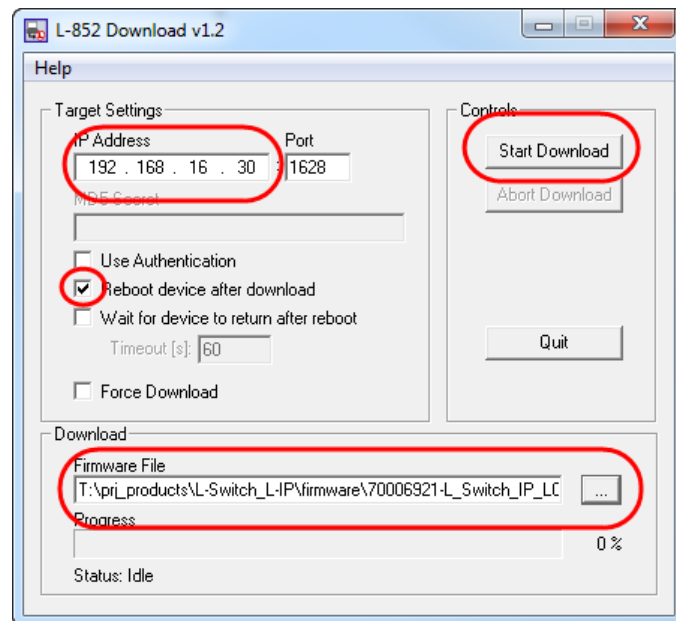 L-852 Download v1.2
Help
Target Settings
IP Address
Port
192 . 168 . 16 . 30 : 1628
MD5 Secret
Use Authentication
Reboot device after download
Wait for device to return after reboot
Timeout [s]: 60
Force Download
Controls
Start Download
Abort Download
Quit
Download
Firmware File
T:\prj_products\L-Switch_L-IP\firmware\70006921-L_Switch_IP_LC
...
Progress
0 %
Status: Idle